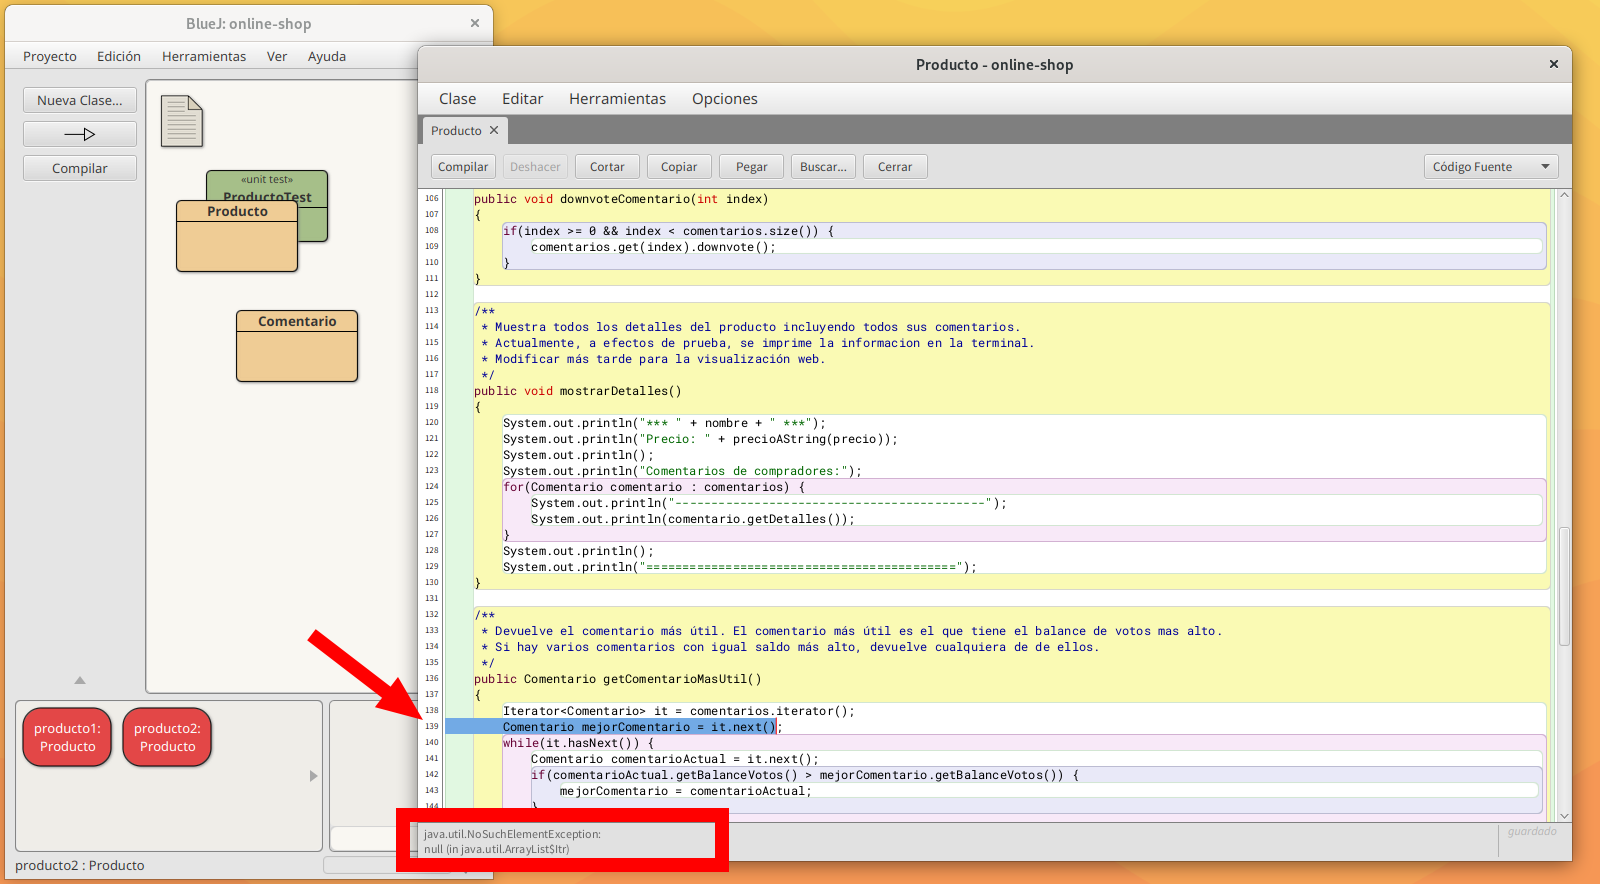 BlueJ: online-shop
Proyecto Edición Herramientas Ver Ayuda
Nueva Clase...
Compilar
«unit test»
ProductoTest
Producto
Comentario
producto1:
Producto
producto2:
Producto
producto2 : Producto
Producto - online-shop
Clase Editar Herramientas Opciones
Producto
Compilar Deshacer Cortar Copiar Pegar Buscar... Cerrar Código Fuente
106 public void downvoteComentario(int index)
107 {
108 if(index >= 0 && index < comentarios.size()) {
109 comentarios.get(index).downvote();
110 }
111 }
112
113 /**
114 * Muestra todos los detalles del producto incluyendo todos sus comentarios.
115 * Actualmente, a efectos de prueba, se imprime la informacion en la terminal.
116 * Modificar más tarde para la visualización web.
117 */
118 public void mostrarDetalles()
119 {
120 System.out.println("*** " + nombre + " ***");
121 System.out.println("Precio: " + precioAString(precio));
122 System.out.println();
123 System.out.println("Comentarios de compradores:");
124 for(Comentario comentario : comentarios) {
125 System.out.println("-------------------------------------------");
126 System.out.println(comentario.getDetalles());
127 }
128 System.out.println();
129 System.out.println("===========================================");
130 }
131
132 /**
133 * Devuelve el comentario más útil. El comentario más útil es el que tiene el balance de votos mas alto.
134 * Si hay varios comentarios con igual saldo más alto, devuelve cualquiera de de ellos.
135 */
136 public Comentario getComentarioMasUtil()
137 {
138 Iterator<Comentario> it = comentarios.iterator();
139 Comentario mejorComentario = it.next();
140 while(it.hasNext()) {
141 Comentario comentarioActual = it.next();
142 if(comentarioActual.getBalanceVotos() > mejorComentario.getBalanceVotos()) {
143 mejorComentario = comentarioActual;
144 }
java.util.NoSuchElementException:
null (in java.util.ArrayList$Itr)
guardado